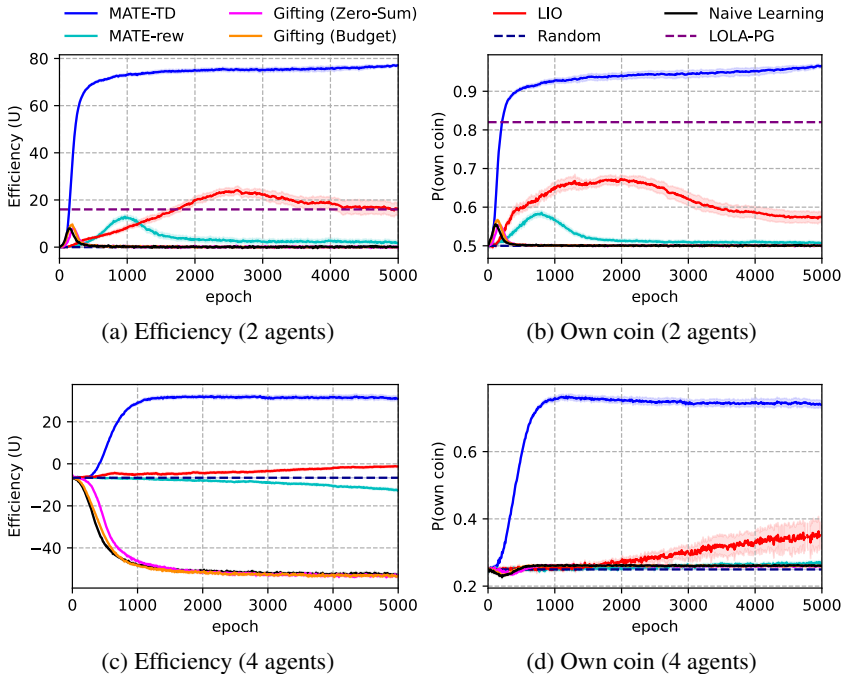 MATE-TD Gifting (Zero-Sum) LIO Naive Learning
MATE-rew Gifting (Budget) Random LOLA-PG
80
60
40
20
0
Efficiency (U)
0 1000 2000 3000 4000 5000
epoch
(a) Efficiency (2 agents)
0.9
0.8
0.7
0.6
0.5
P(own coin)
0 1000 2000 3000 4000 5000
epoch
(b) Own coin (2 agents)
20
0
−20
−40
Efficiency (U)
0 1000 2000 3000 4000 5000
epoch
(c) Efficiency (4 agents)
0.6
0.4
0.2
P(own coin)
0 1000 2000 3000 4000 5000
epoch
(d) Own coin (4 agents)